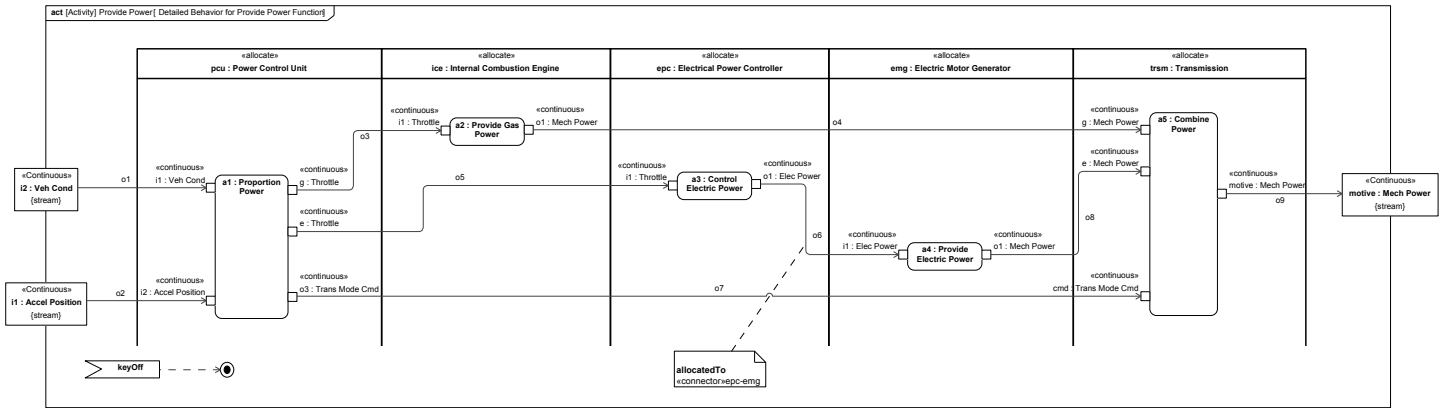 act [Activity] Provide Power[ Detailed Behavior for Provide Power Function]
«allocate»
pcu : Power Control Unit
«allocate»
ice : Internal Combustion Engine
«allocate»
epc : Electrical Power Controller
«allocate»
emg : Electric Motor Generator
«allocate»
trsm : Transmission
«continuous»
i1 : Throttle
a2 : Provide Gas
Power
«continuous»
o1 : Mech Power
o3
o4
«continuous»
g : Mech Power
a5 : Combine
Power
«Continuous»
i2 : Veh Cond
{stream}
o1
«continuous»
i1 : Veh Cond
a1 : Proportion
Power
«continuous»
g : Throttle
o5
«continuous»
i1 : Throttle
a3 : Control
Electric Power
«continuous»
o1 : Elec Power
«continuous»
e : Mech Power
«continuous»
motive : Mech Power
o9
«Continuous»
motive : Mech Power
{stream}
«continuous»
e : Throttle
o6
«continuous»
i1 : Elec Power
a4 : Provide
Electric Power
«continuous»
o1 : Mech Power
o8
«Continuous»
i1 : Accel Position
{stream}
o2
«continuous»
i2 : Accel Position
«continuous»
o3 : Trans Mode Cmd
o7
«continuous»
cmd : Trans Mode Cmd
keyOff
allocatedTo
«connector»epc-emg